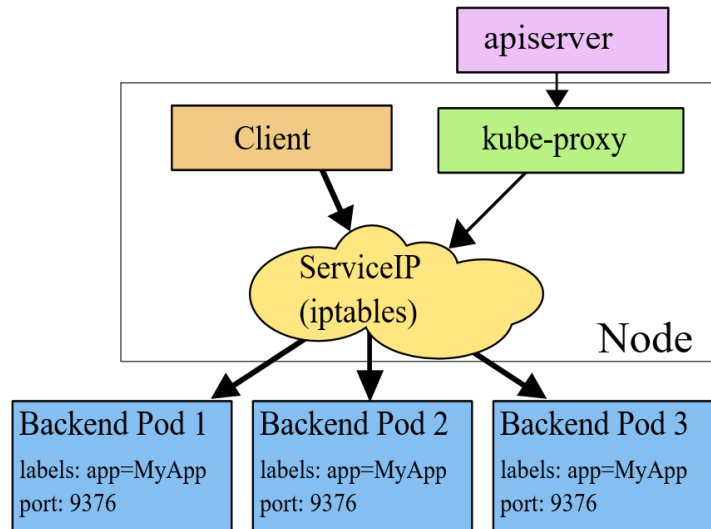 apiserver
Client
kube-proxy
ServiceIP
(iptables)
Node
Backend Pod 1
labels: app=MyApp
port: 9376
Backend Pod 2
labels: app=MyApp
port: 9376
Backend Pod 3
labels: app=MyApp
port: 9376